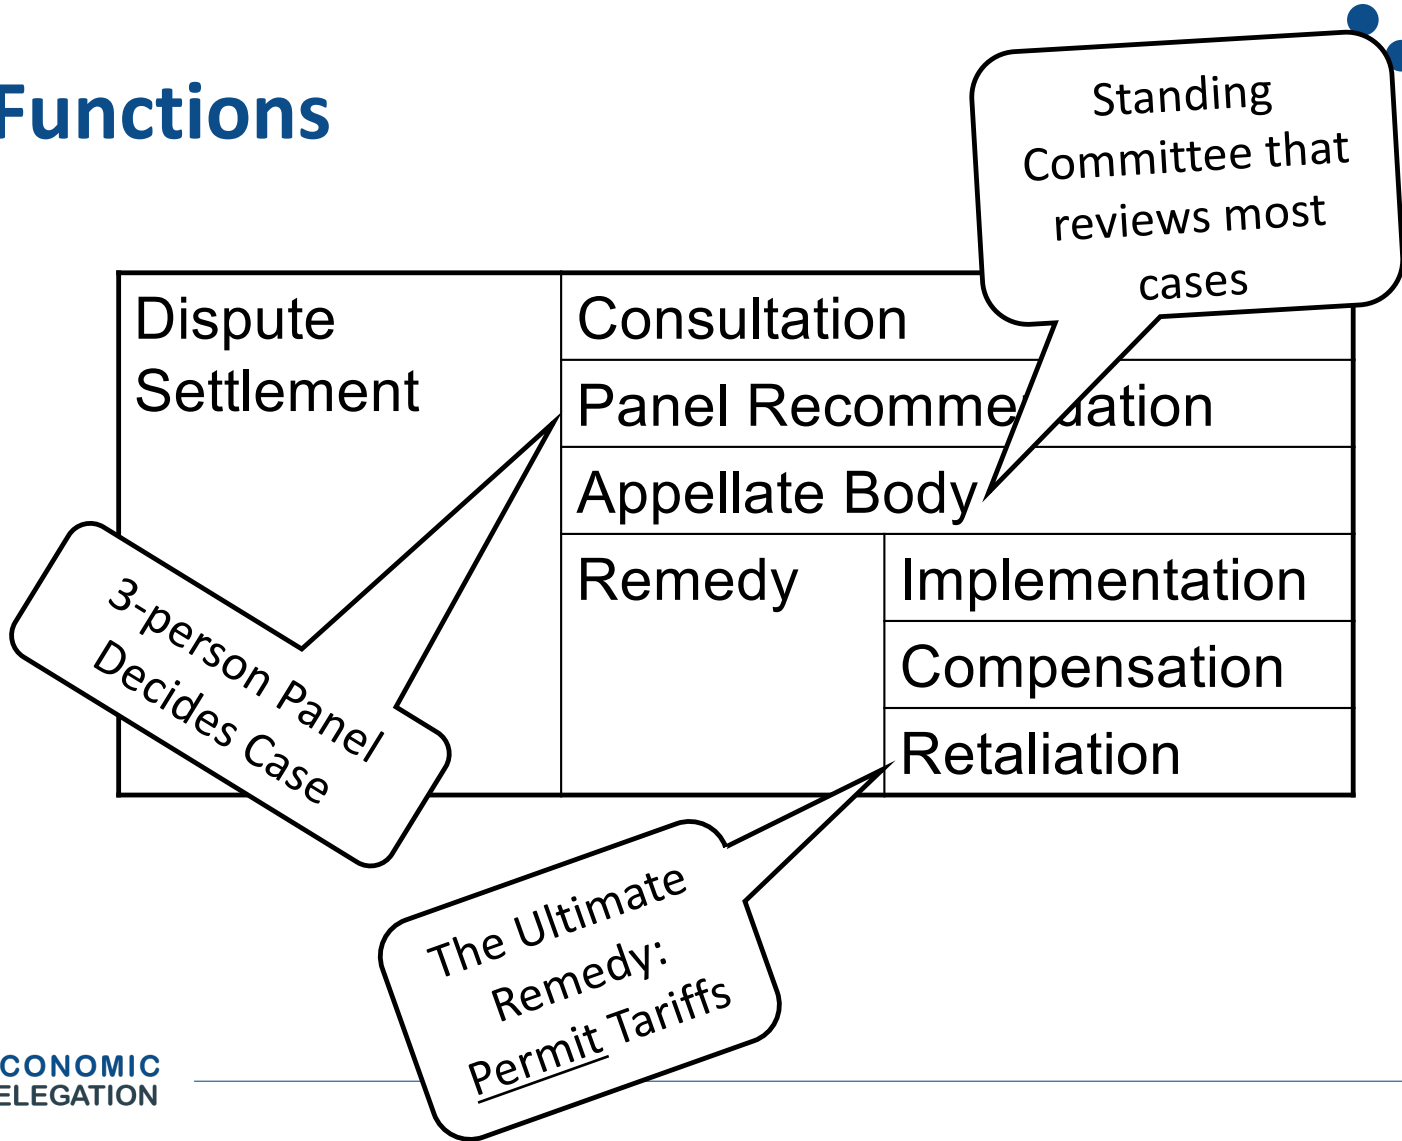 Functions
Standing
Committee that
reviews most
cases
Dispute
Settlement
Consultation
Panel Recommendation
Appellate Body
Remedy
Implementation
Compensation
Retaliation
3-person Panel
Decides Case
The Ultimate
Remedy:
Permit Tariffs
CONOMIC
ELEGATION